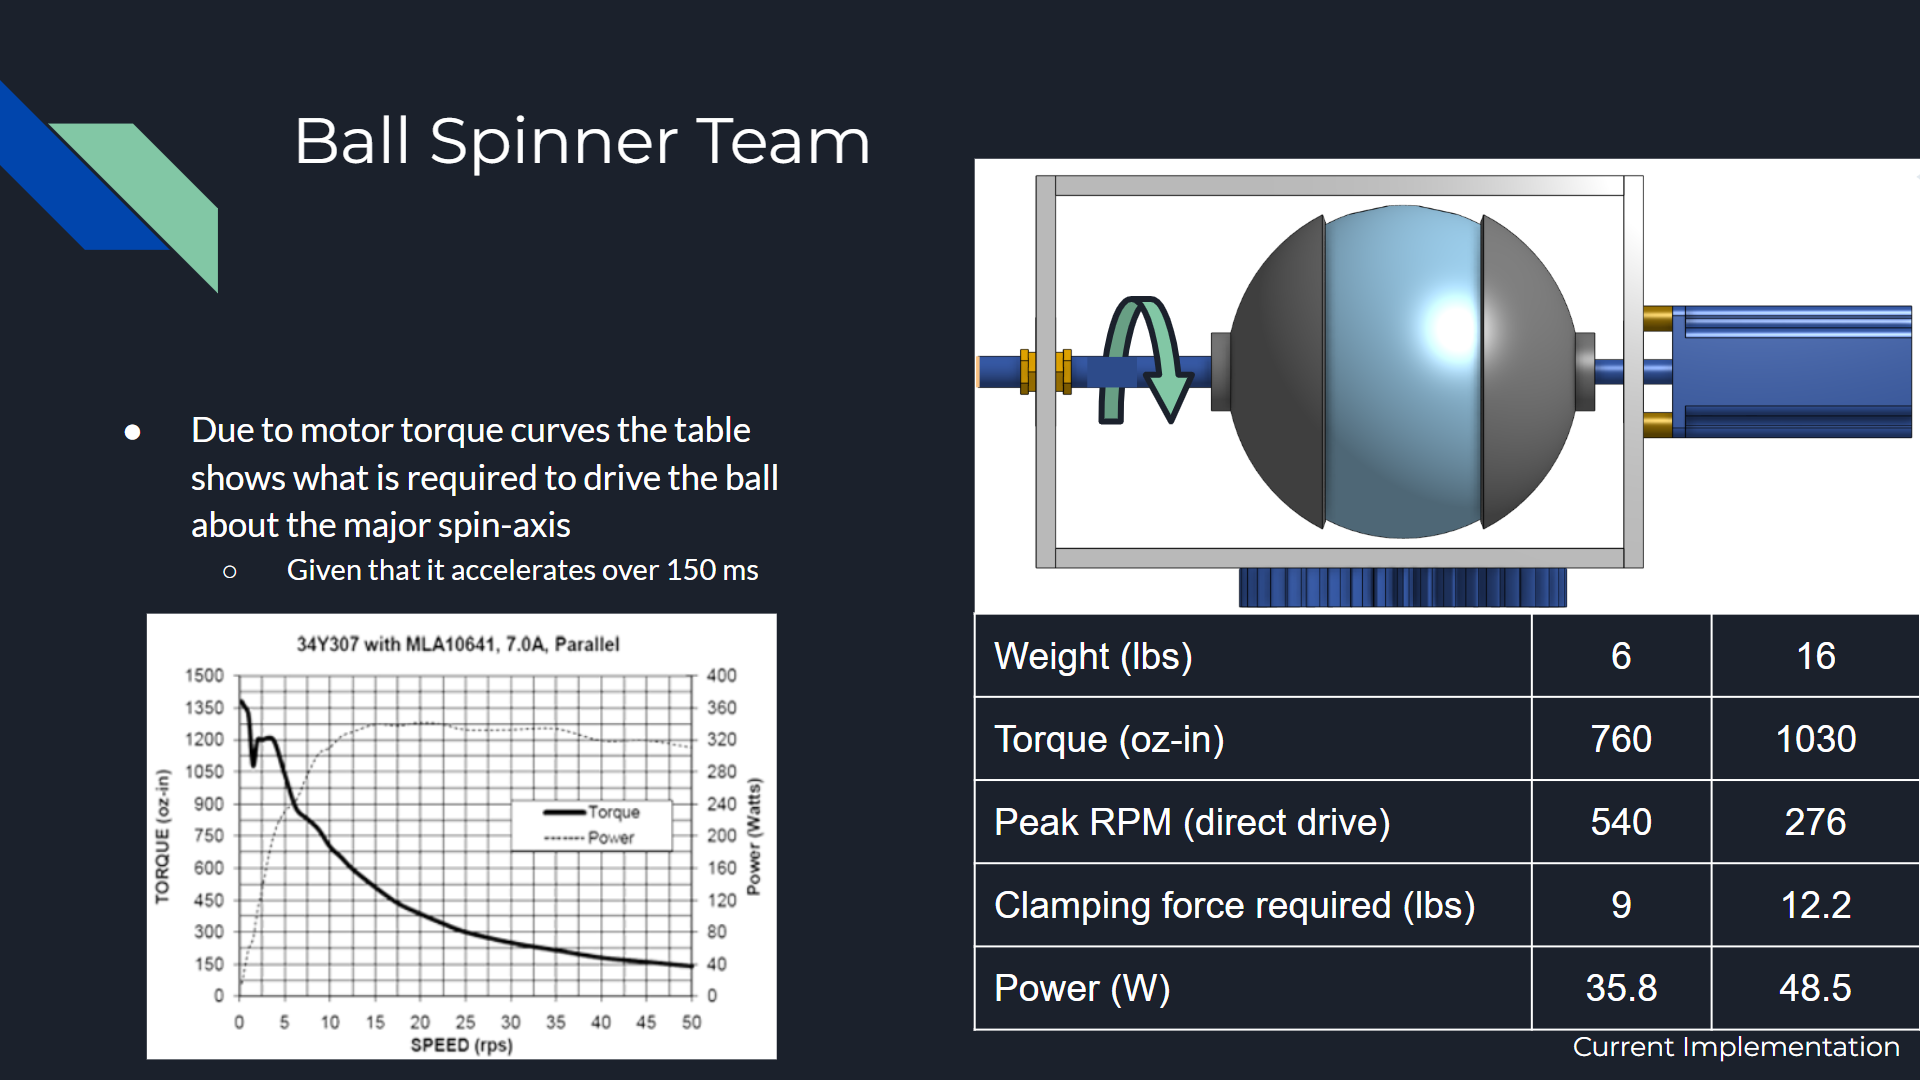 Ball Spinner Team
● Due to motor torque curves the table
shows what is required to drive the ball
about the major spin-axis
○ Given that it accelerates over 150 ms
34Y307 with MLA10641, 7.0A, Parallel
1500 400
1350 360
1200 320
1050 280
900 240
750 200
600 160
450 120
300 80
150 40
0 0
TORQUE (oz-in)
Power (Watts)
Torque
Power
0 5 10 15 20 25 30 35 40 45 50
SPEED (rps)
Weight (lbs) 6 16
Torque (oz-in) 760 1030
Peak RPM (direct drive) 540 276
Clamping force required (lbs) 9 12.2
Power (W) 35.8 48.5
Current Implementation